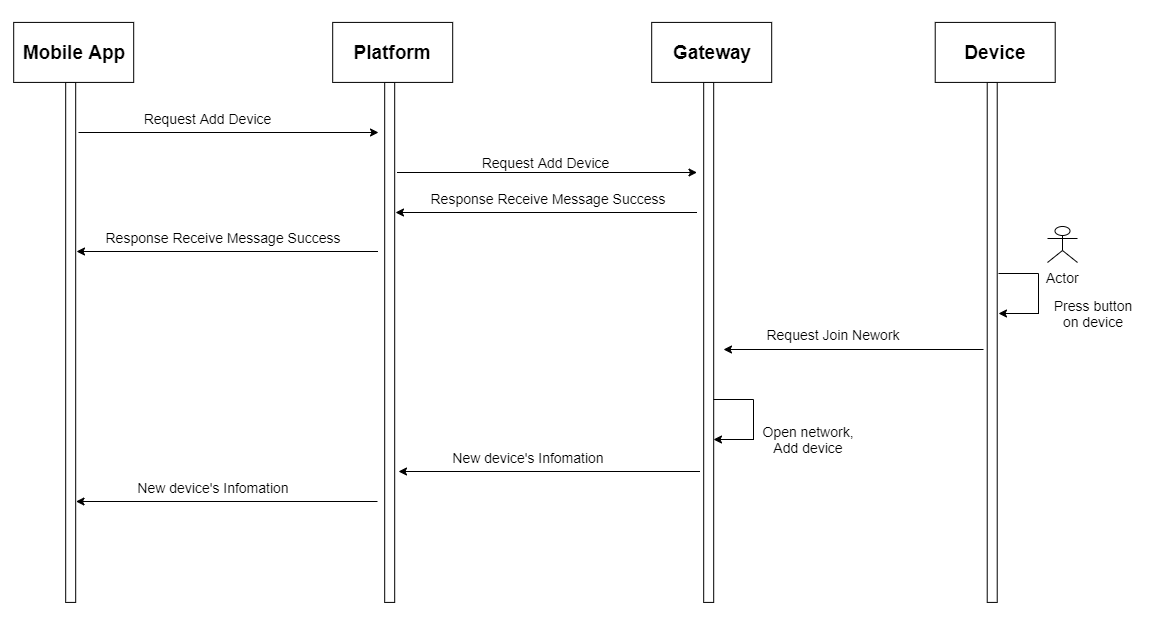 Mobile App
Platform
Gateway
Device
Request Add Device
Request Add Device
Response Receive Message Success
Response Receive Message Success
Actor
Press button
on device
Request Join Nework
Open network,
Add device
New device's Infomation
New device's Infomation